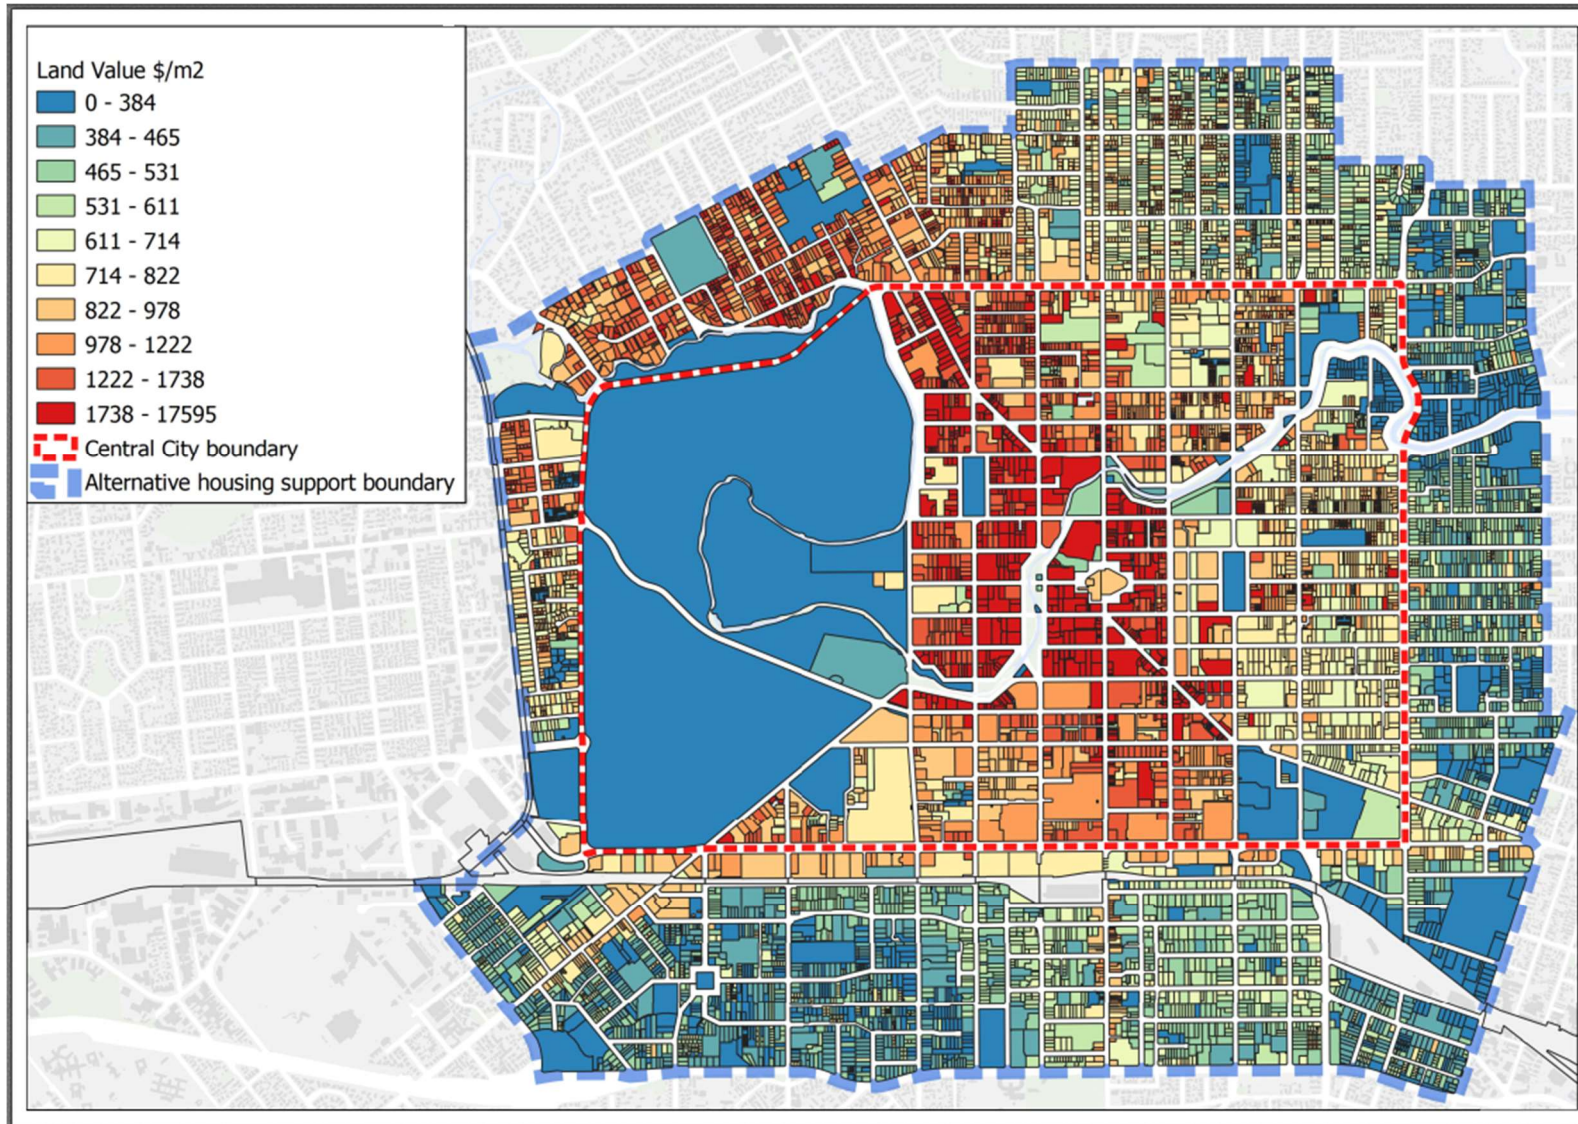 Land Value $/m2
0 - 384
384 - 465
465 - 531
531 - 611
611 - 714
714 - 822
822 - 978
978 - 1222
1222 - 1738
1738 - 17595
Central City boundary
Alternative housing support boundary